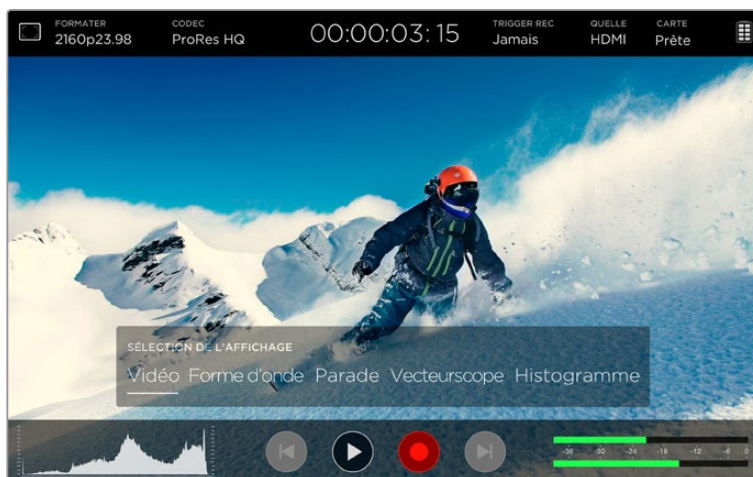 FORMATER
2160p23.98
CODEC
ProRes HQ
00:00:03:15
TRIGGER REC
Jamais
QUELLE
HDMI
CARTE
Prête
SÉLECTION DE L'AFFICHAGE
Vidéo Forme d'onde Parade Vecteurscope Histogramme
-36 -30 -24 -18 -12 -6 0